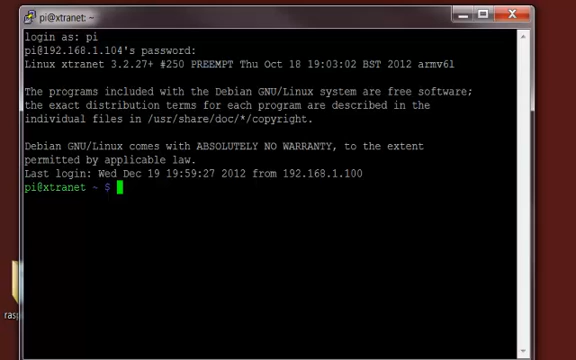 pi@xtranet: ~
login as: pi
pi@192.168.1.104's password:
Linux xtranet 3.2.27+ #250 PREEMPT Thu Oct 18 19:03:02 BST 2012 armv6l
The programs included with the Debian GNU/Linux system are free software;
the exact distribution terms for each program are described in the
individual files in /usr/share/doc/*/copyright.
Debian GNU/Linux comes with ABSOLUTELY NO WARRANTY, to the extent
permitted by applicable law.
Last login: Wed Dec 19 19:59:27 2012 from 192.168.1.100
pi@xtranet ~ $